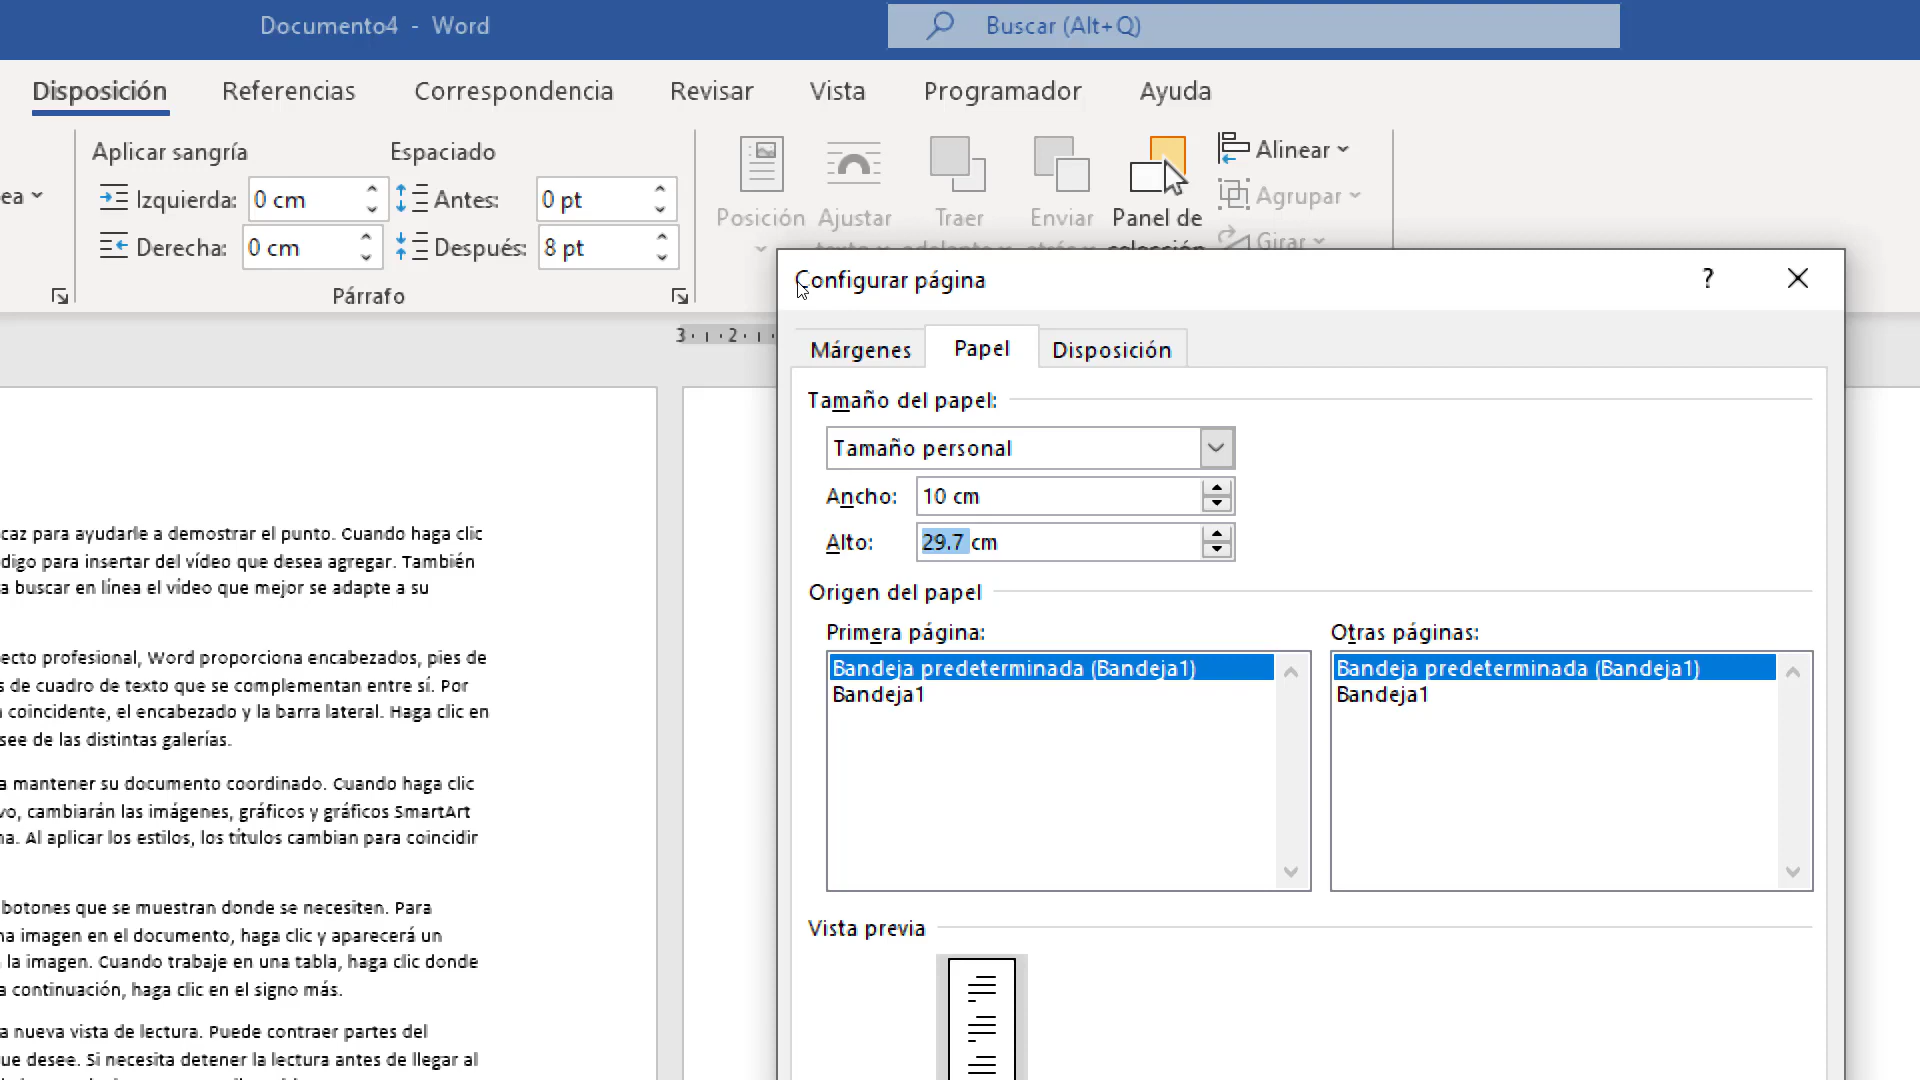 Documento4 - Word
Buscar (Alt+Q)
Disposición Referencias Correspondencia Revisar Vista Programador Ayuda
Aplicar sangría Espaciado
Izquierda: 0 cm Antes: 0 pt
Derecha: 0 cm Después: 8 pt
Párrafo
Posición Ajustar Traer Enviar Panel de
Alinear
Agrupar
Girar
3 · ı · 2 · ı ·
Configurar página ?
Márgenes Papel Disposición
Tamaño del papel:
Tamaño personal
Ancho: 10 cm
Alto: 29.7 cm
Origen del papel
Primera página: Otras páginas:
Bandeja predeterminada (Bandeja1) Bandeja predeterminada (Bandeja1)
Bandeja1 Bandeja1
Vista previa
caz para ayudarle a demostrar el punto. Cuando haga clic
digo para insertar del vídeo que desea agregar. También
a buscar en línea el vídeo que mejor se adapte a su
ecto profesional, Word proporciona encabezados, pies de
s de cuadro de texto que se complementan entre sí. Por
coincidente, el encabezado y la barra lateral. Haga clic en
see de las distintas galerías.
a mantener su documento coordinado. Cuando haga clic
vo, cambiarán las imágenes, gráficos y gráficos SmartArt
na. Al aplicar los estilos, los títulos cambian para coincidir
botones que se muestran donde se necesiten. Para
na imagen en el documento, haga clic y aparecerá un
la imagen. Cuando trabaje en una tabla, haga clic donde
a continuación, haga clic en el signo más.
a nueva vista de lectura. Puede contraer partes del
ue desee. Si necesita detener la lectura antes de llegar al